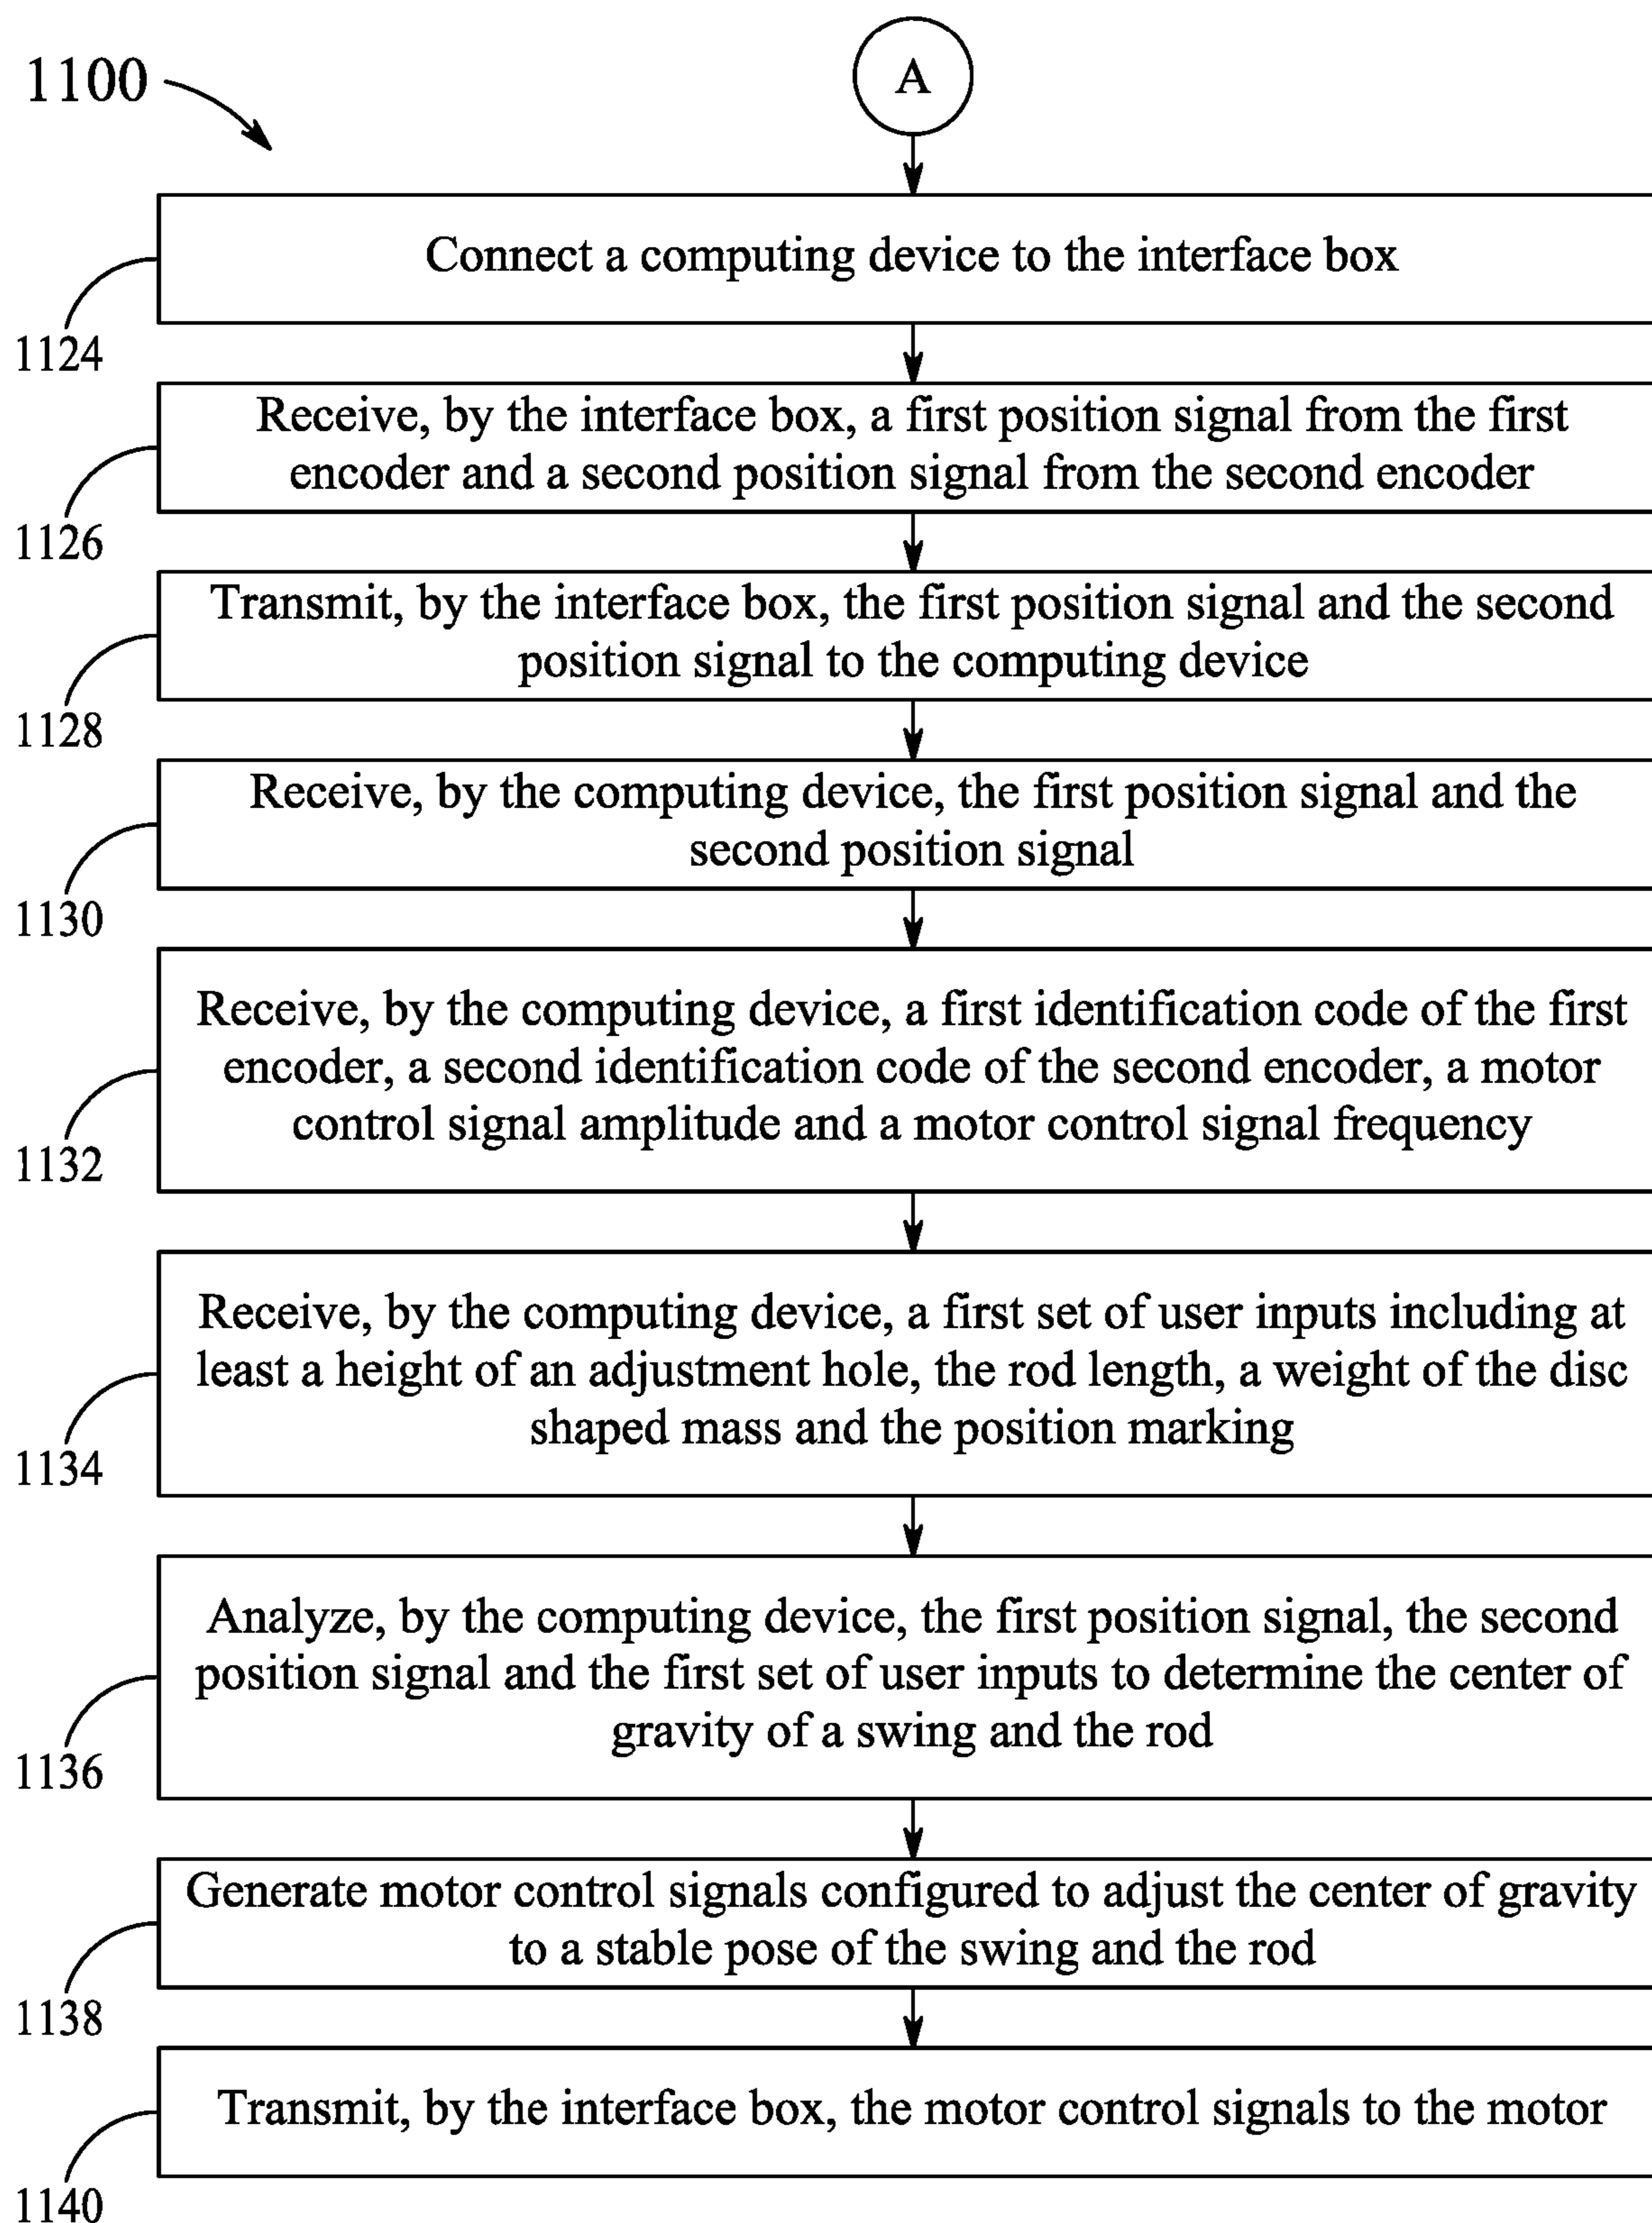 1100
A
Connect a computing device to the interface box
1124
Receive, by the interface box, a first position signal from the first
encoder and a second position signal from the second encoder
1126
Transmit, by the interface box, the first position signal and the second
position signal to the computing device
1128
Receive, by the computing device, the first position signal and the
second position signal
1130
Receive, by the computing device, a first identification code of the first
encoder, a second identification code of the second encoder, a motor
control signal amplitude and a motor control signal frequency
1132
Receive, by the computing device, a first set of user inputs including at
least a height of an adjustment hole, the rod length, a weight of the disc
shaped mass and the position marking
1134
Analyze, by the computing device, the first position signal, the second
position signal and the first set of user inputs to determine the center of
gravity of a swing and the rod
1136
Generate motor control signals configured to adjust the center of gravity
to a stable pose of the swing and the rod
1138
Transmit, by the interface box, the motor control signals to the motor
1140